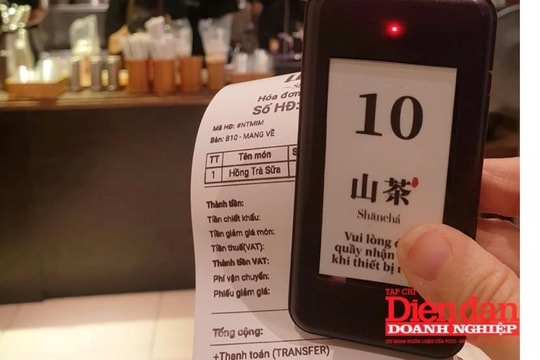 Hóa đơn
Số HĐ:
Mã HĐ: #NTMIM
Bàn: B10 - MANG VỀ
TT Tên món
1 Hồng Trà Sữa
Thành tiền:
Tiền chiết khấu:
Tiền giảm giá món:
Tiền thuế(VAT):
Thành tiền VAT:
Phí vận chuyển:
Phiếu giảm giá:
Tổng cộng:
+Thanh toán (TRANSFER)
10
山茶
Shānchá
Vui lòng
quầy nhận
khi thiết bị
TẠP CHÍ
Diễn đàn
DOANH NGHIỆP